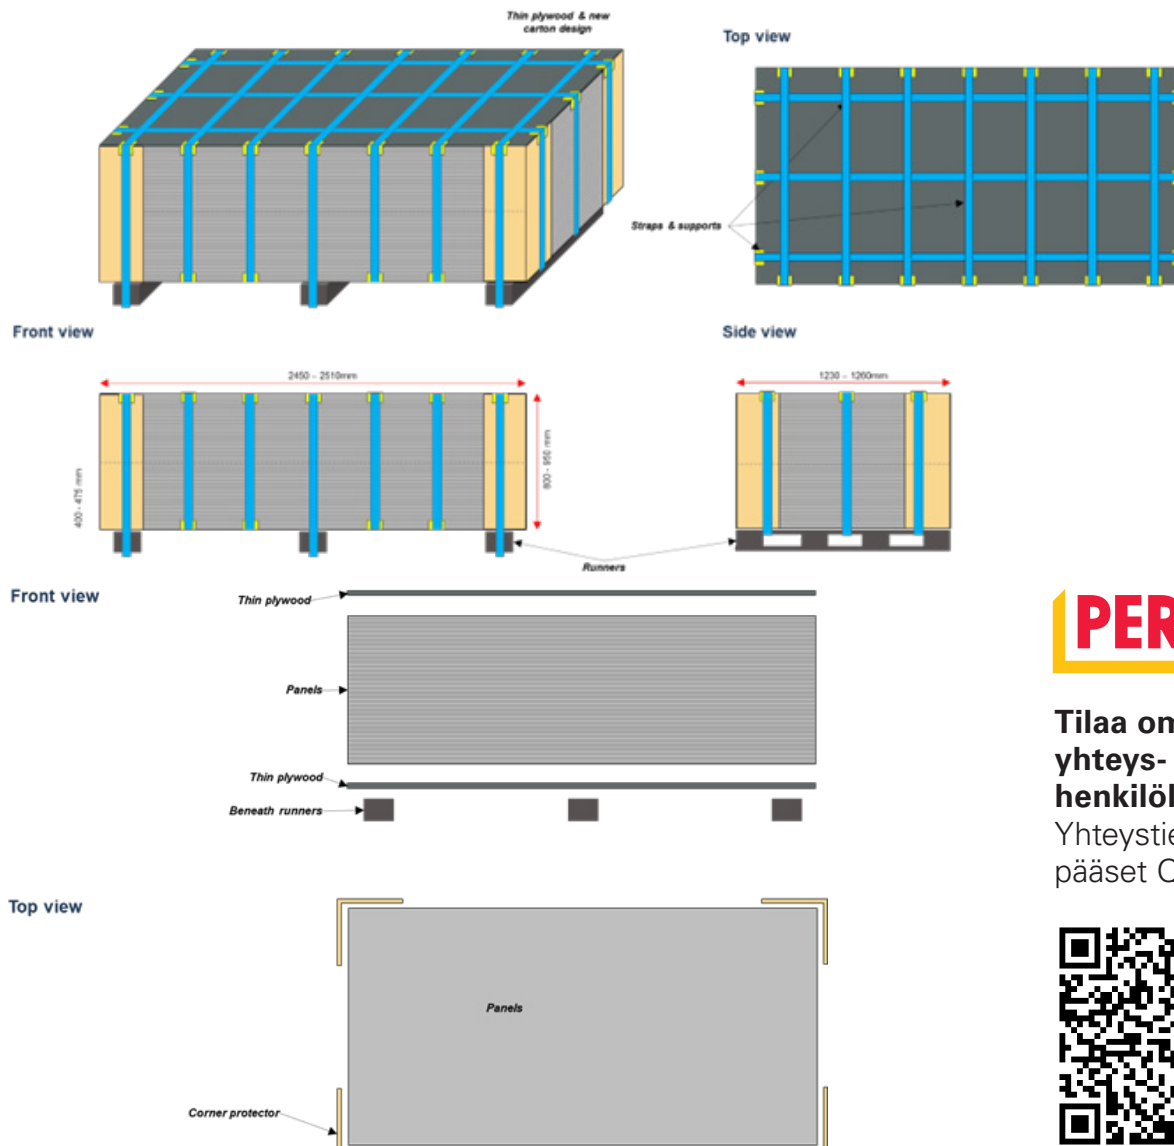 Thin plywood & new
carton design
Top view
Straps & supports
Front view
Side view
2450 – 2510mm
1230 – 1260mm
400 - 475 mm
800 - 950 mm
Runners
Front view
Thin plywood
Panels
Thin plywood
Beneath runners
PER
Tilaa om
yhteys-
henkilöl
Yhteystie
pääset C
Top view
Panels
Corner protector